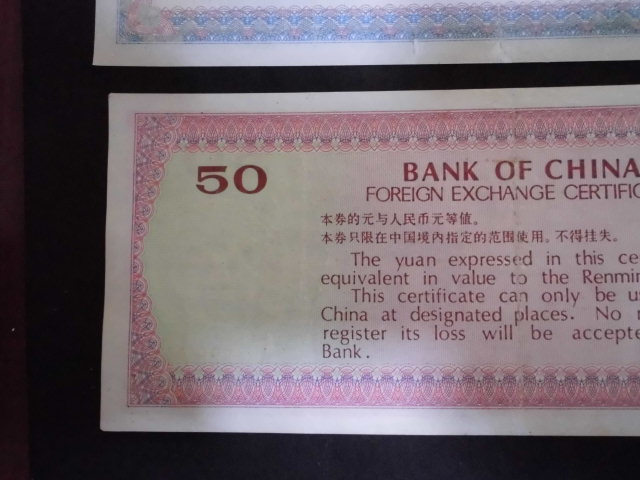 50
BANK OF CHINA
FOREIGN EXCHANGE CERTIFIC
本券的元与人民币元等值。
本券只限在中国境内指定的范围使用。不得挂失。
The yuan expressed in this ce
equivalent in value to the Renmin
This certificate can only be u
China at designated places. No r
register its loss will be accepte
Bank.